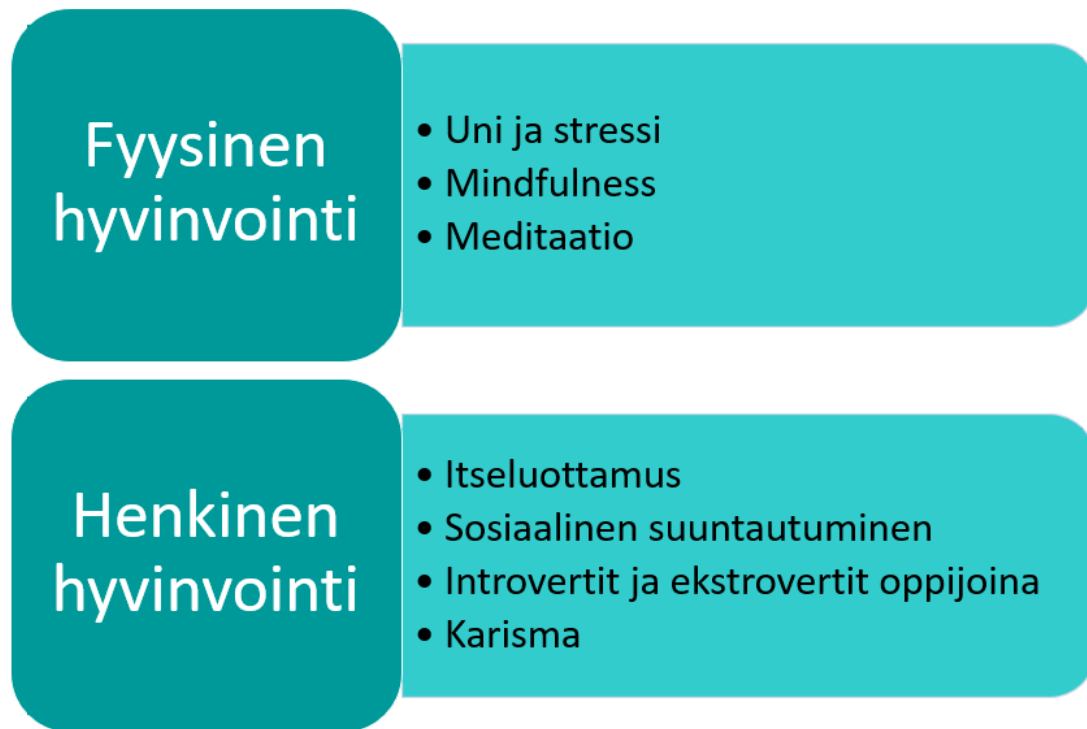 Fyysinen
hyvinvointi
• Uni ja stressi
• Mindfulness
• Meditaatio
Henkinen
hyvinvointi
• Itseluottamus
• Sosiaalinen suuntautuminen
• Introvertit ja ekstrovertit oppijoina
• Karisma